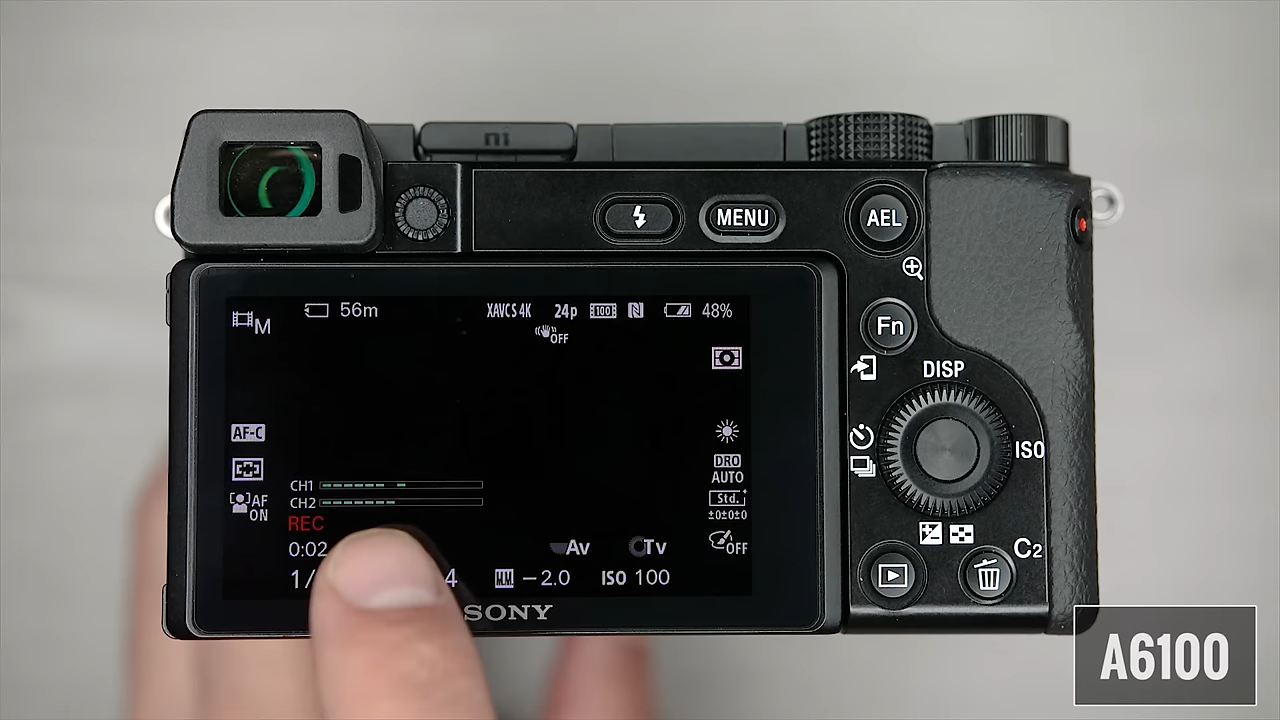 MENU
AEL
56m
XAVC S 4K
24p
100
48%
M
OFF
Fn
DISP
AF-C
DRO
AUTO
ISO
CH1
Std.
CH2
±0±0±0
AF
ON
REC
0:02
Av
Tv
OFF
C2
1/
4
M.M.
−2.0
ISO 100
SONY
A6100